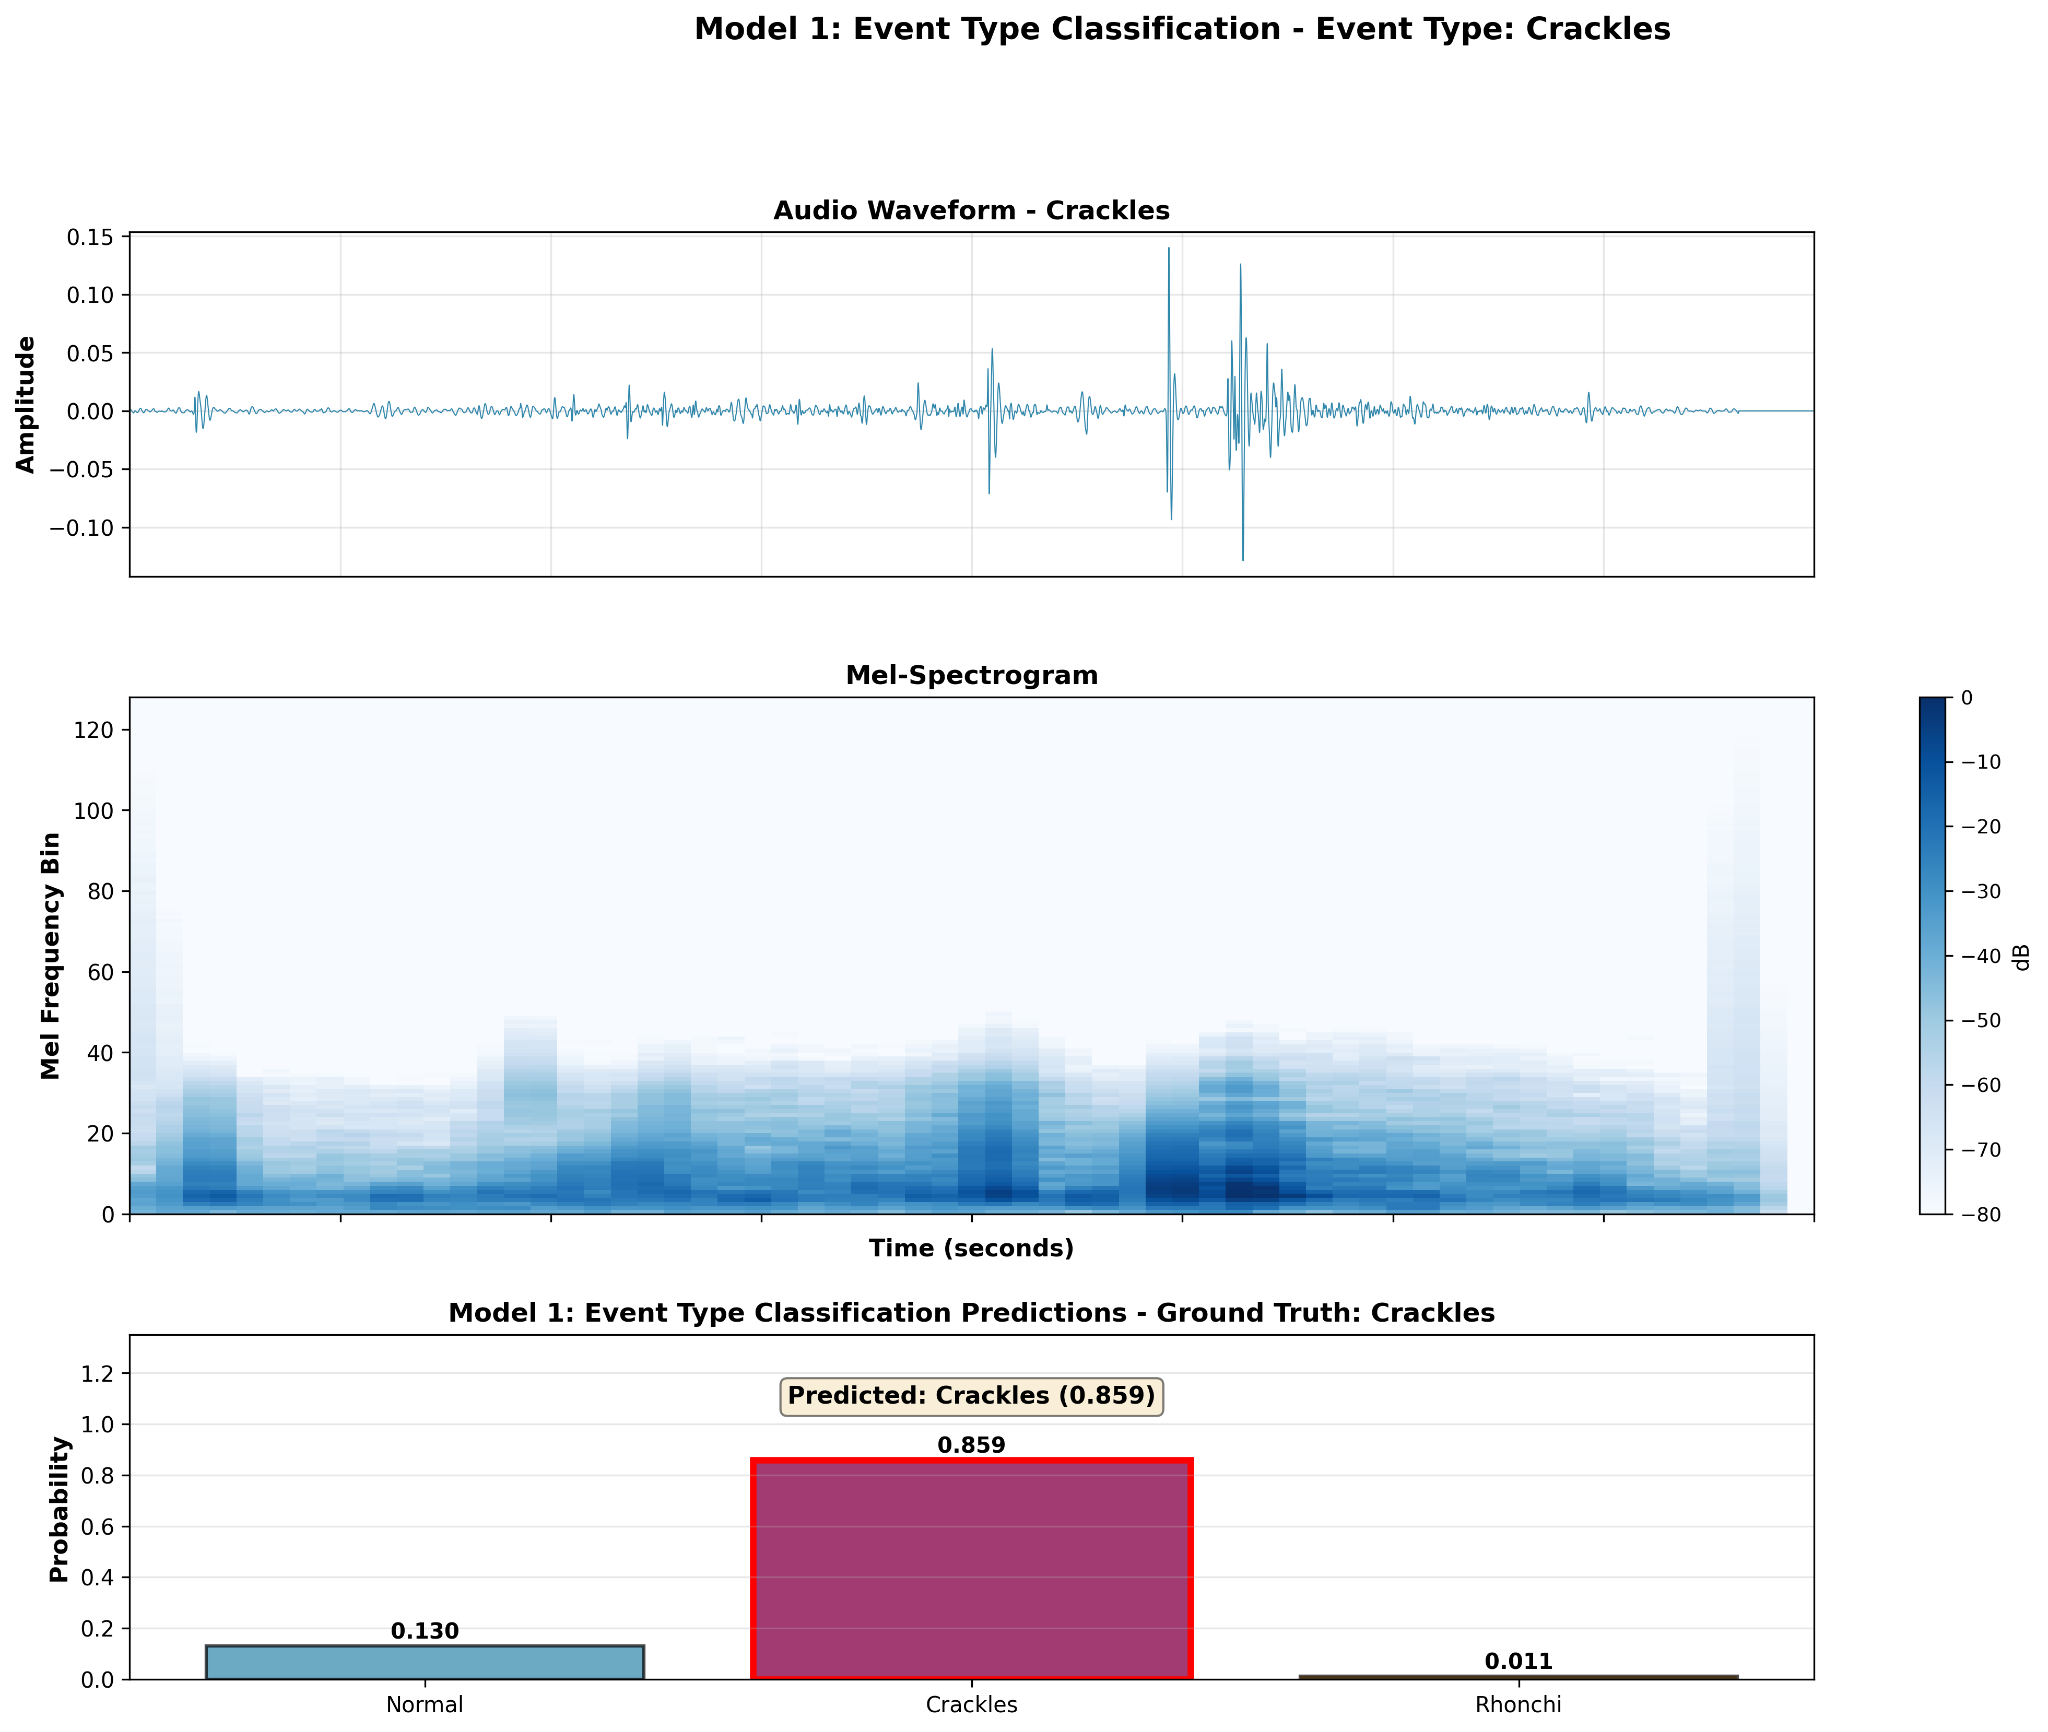 Model 1: Event Type Classification - Event Type: Crackles
Audio Waveform - Crackles
Amplitude
0.15
0.10
0.05
0.00
−0.05
−0.10
Mel-Spectrogram
Mel Frequency Bin
120
100
80
60
40
20
0
Time (seconds)
0
−10
−20
−30
−40
−50
−60
−70
−80
dB
Model 1: Event Type Classification Predictions - Ground Truth: Crackles
Probability
1.2
1.0
0.8
0.6
0.4
0.2
0.0
Predicted: Crackles (0.859)
0.130
0.859
0.011
Normal
Crackles
Rhonchi